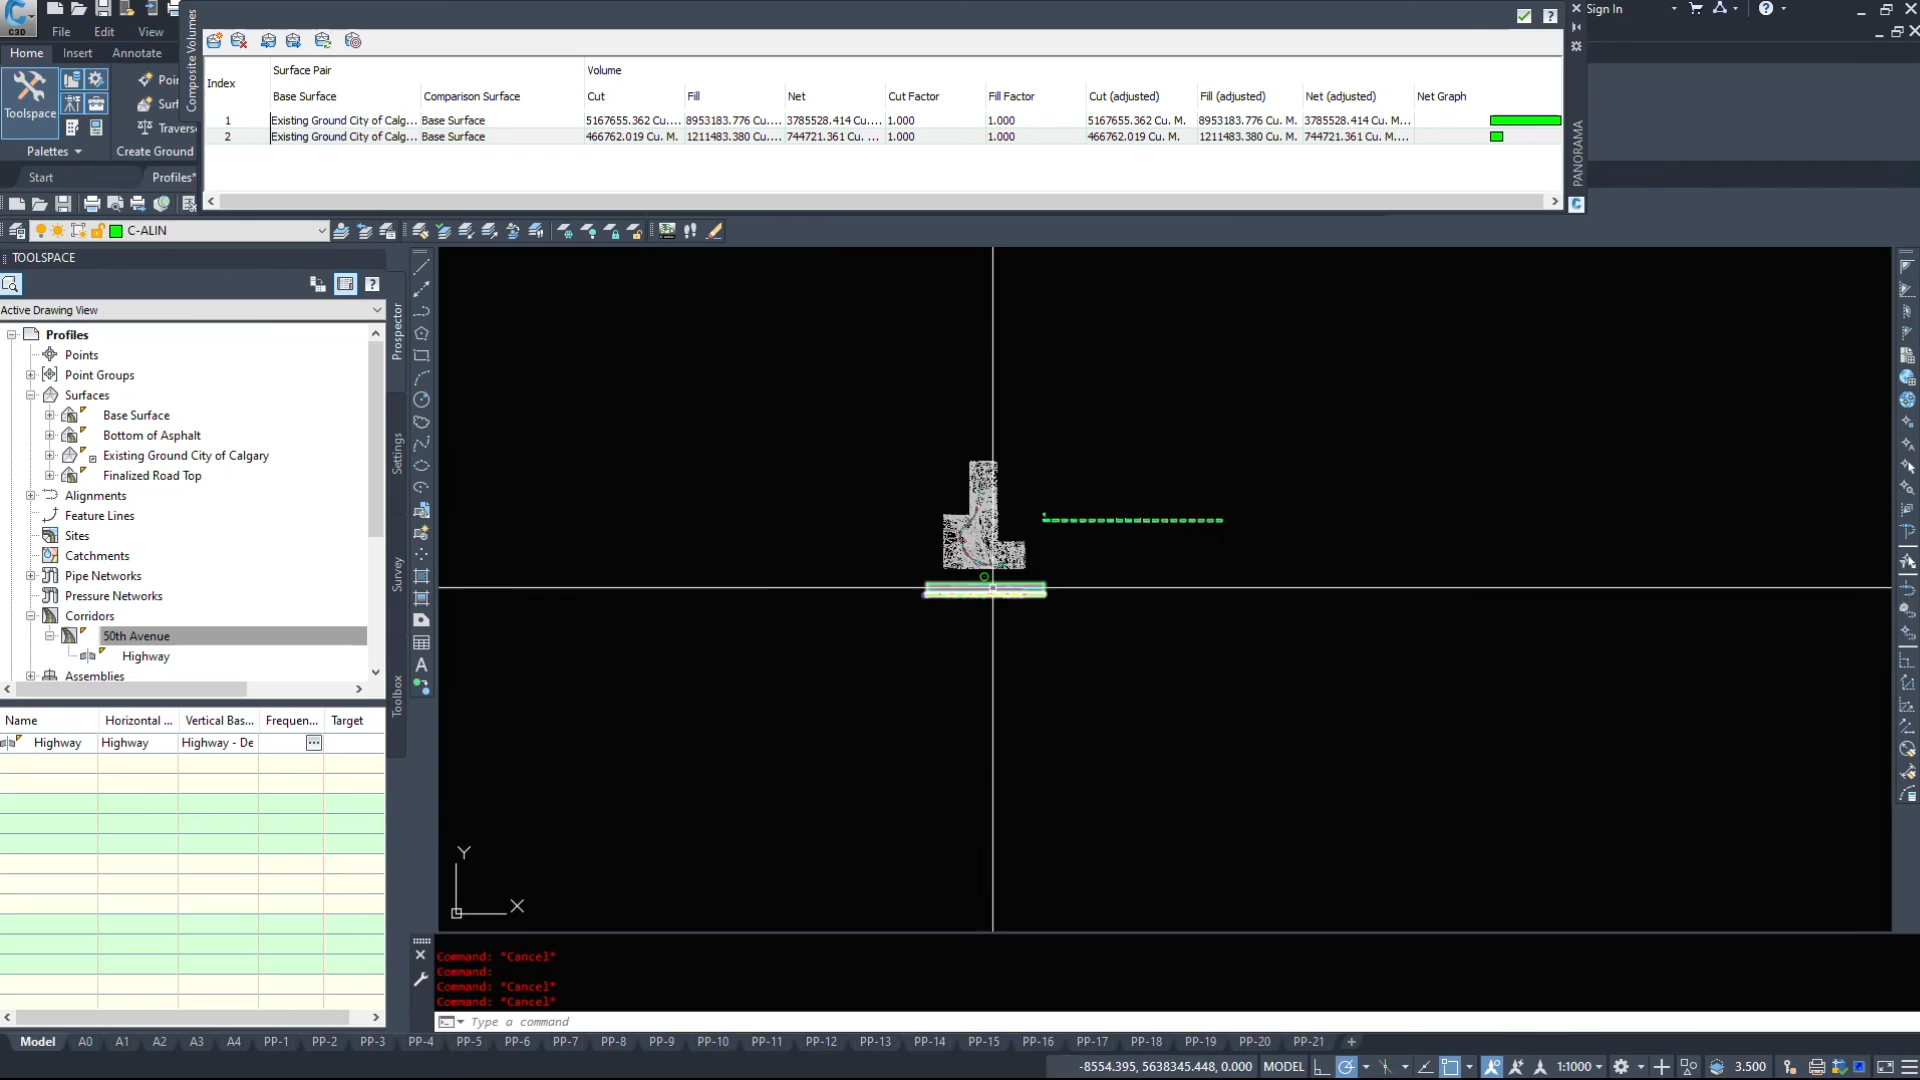 Sign In
C3D
File Edit View
Home Insert Annotate
Toolspace
Poin
Surf
Traverse
Palettes
Create Ground
Start Profiles*
Composite Volumes
PANORAMA
Index
Surface Pair Volume
Base Surface Comparison Surface Cut Fill Net Cut Factor Fill Factor Cut (adjusted) Fill (adjusted) Net (adjusted) Net Graph
1 Existing Ground City of Calg... Base Surface 5167655.362 Cu.... 8953183.776 Cu.... 3785528.414 Cu.... 1.000 1.000 5167655.362 Cu. M. 8953183.776 Cu. M. 3785528.414 Cu. M...
2 Existing Ground City of Calg... Base Surface 466762.019 Cu. M. 1211483.380 Cu.... 744721.361 Cu. ... 1.000 1.000 466762.019 Cu. M. 1211483.380 Cu. M. 744721.361 Cu. M....
C-ALIN
TOOLSPACE
Active Drawing View
Profiles
Points
Point Groups
Surfaces
Base Surface
Bottom of Asphalt
Existing Ground City of Calgary
Finalized Road Top
Alignments
Feature Lines
Sites
Catchments
Pipe Networks
Pressure Networks
Corridors
50th Avenue
Highway
Assemblies
Prospector
Settings
Survey
Toolbox
Name Horizontal ... Vertical Bas... Frequen... Target
Highway Highway Highway - De
Y
X
Command: *Cancel*
Command:
Command: *Cancel*
Command: *Cancel*
Type a command
Model A0 A1 A2 A3 A4 PP-1 PP-2 PP-3 PP-4 PP-5 PP-6 PP-7 PP-8 PP-9 PP-10 PP-11 PP-12 PP-13 PP-14 PP-15 PP-16 PP-17 PP-18 PP-19 PP-20 PP-21
-8554.395, 5638345.448, 0.000 MODEL 1:1000 3.500